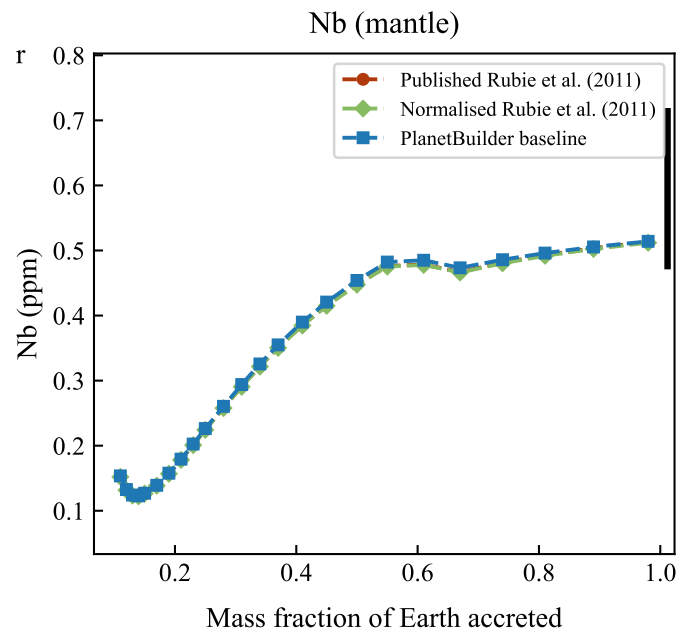 Nb (mantle)
r
0.8
0.7
0.6
0.5
0.4
0.3
0.2
0.1
Nb (ppm)
Published Rubie et al. (2011)
Normalised Rubie et al. (2011)
PlanetBuilder baseline
0.2
0.4
0.6
0.8
1.0
Mass fraction of Earth accreted